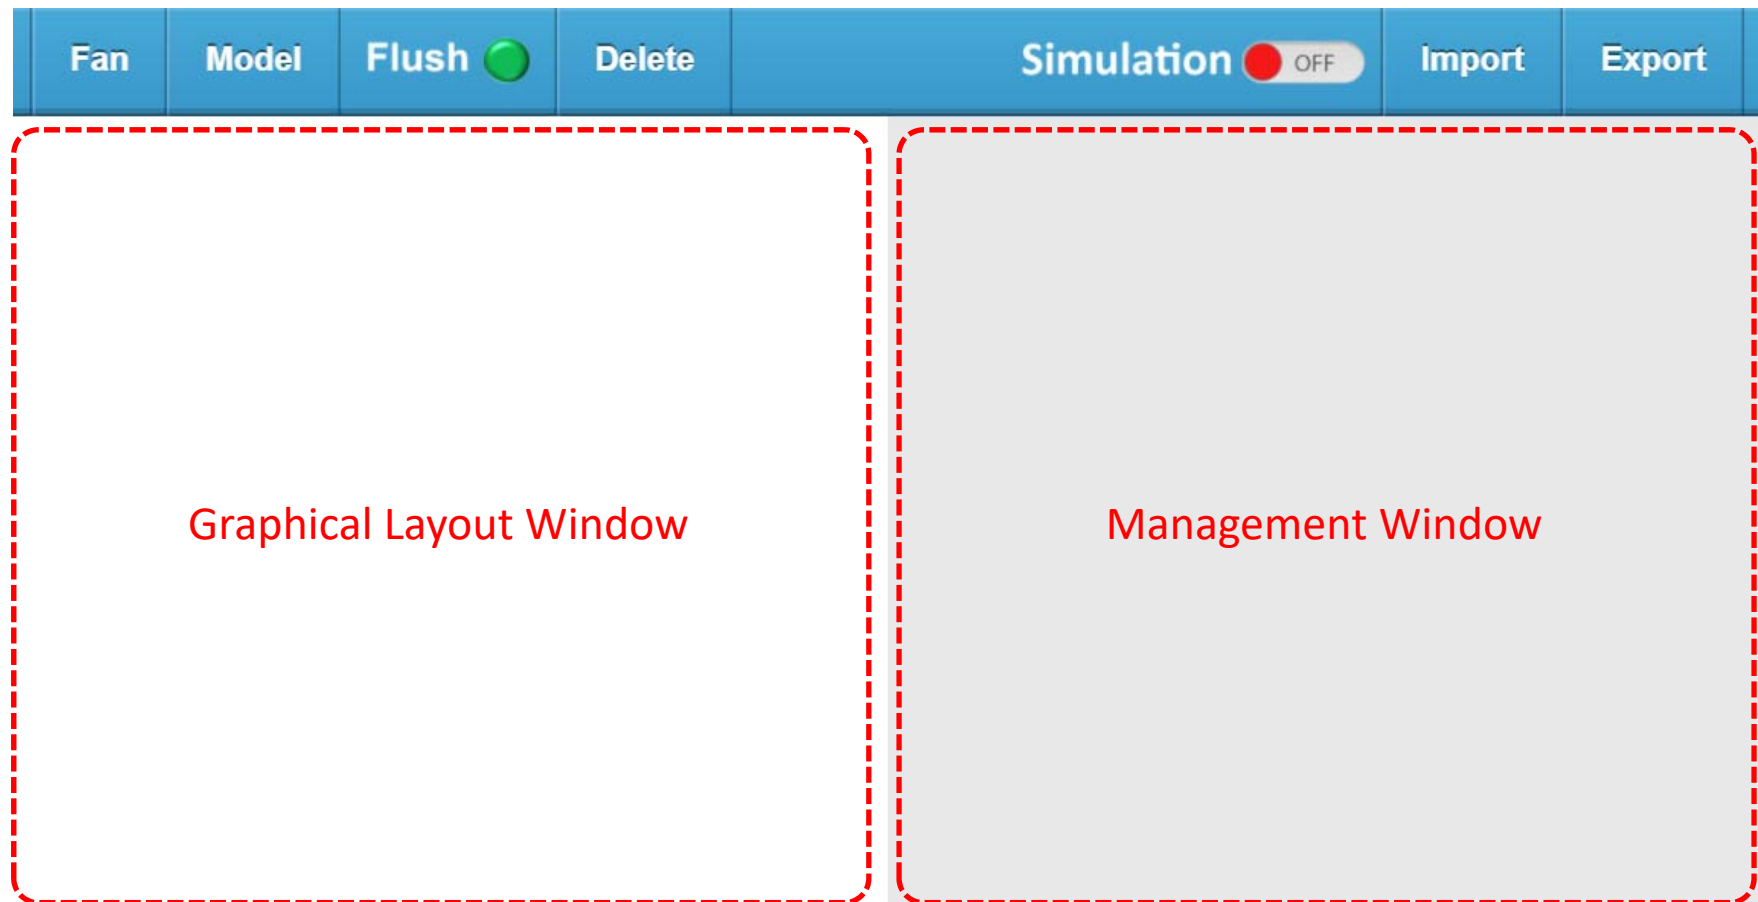 Fan Model Flush Delete Simulation OFF Import Export
Graphical Layout Window
Management Window